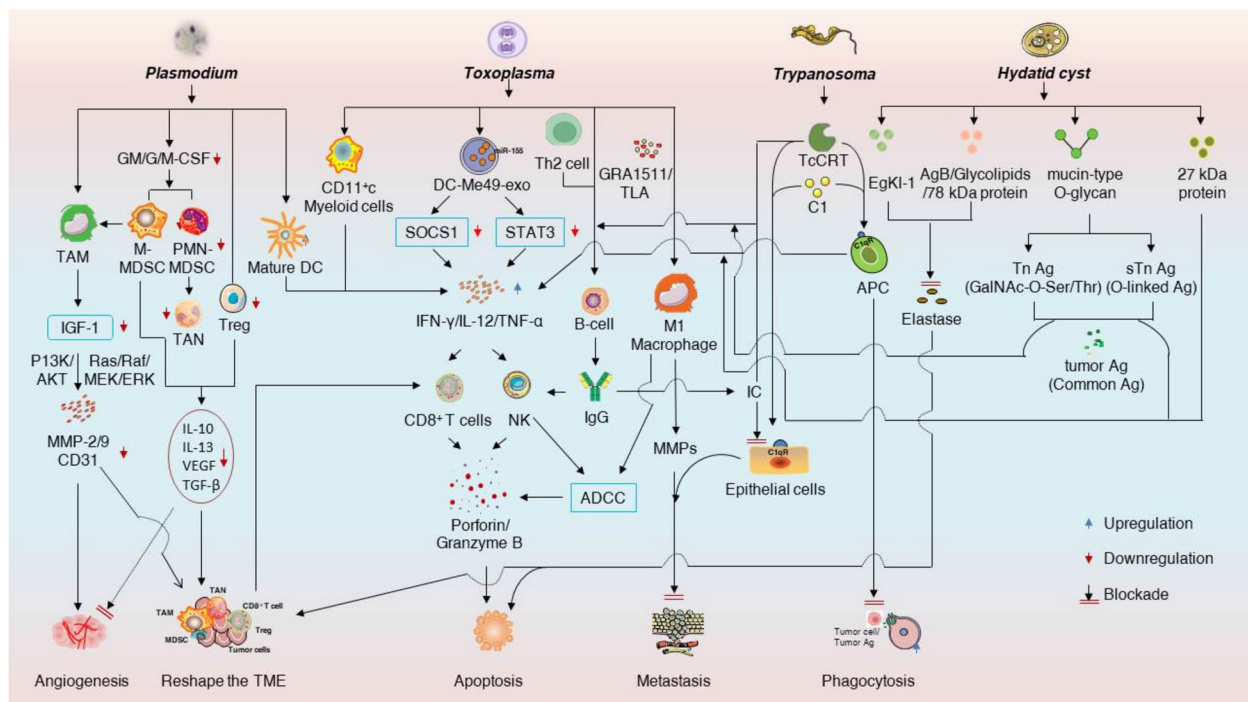 Plasmodium
Toxoplasma
Trypanosoma
Hydatid cyst
GM/G/M-CSF
TAM
M-
MDSC
PMN-
MDSC
TAN
Treg
Mature DC
IGF-1
P13K/
AKT
Ras/Raf/
MEK/ERK
MMP-2/9
CD31
IL-10
IL-13
VEGF
TGF-β
CD11⁺c
Myeloid cells
miR-155
DC-Me49-exo
SOCS1
STAT3
Th2 cell
GRA1511/
TLA
IFN-γ/IL-12/TNF-α
CD8⁺ T cells
NK
B-cell
IgG
M1
Macrophage
MMPs
ADCC
Porforin/
Granzyme B
TcCRT
C1
C1qR
APC
IC
C1qR
Epithelial cells
EgKI-1
AgB/Glycolipids
/78 kDa protein
mucin-type
O-glycan
27 kDa
protein
Elastase
Tn Ag
(GalNAc-O-Ser/Thr)
sTn Ag
(O-linked Ag)
tumor Ag
(Common Ag)
Upregulation
Downregulation
Blockade
TAN
TAM
CD8⁺T cell
MDSC
Treg
Tumor cells
Tumor cell/
Tumor Ag
Angiogenesis
Reshape the TME
Apoptosis
Metastasis
Phagocytosis